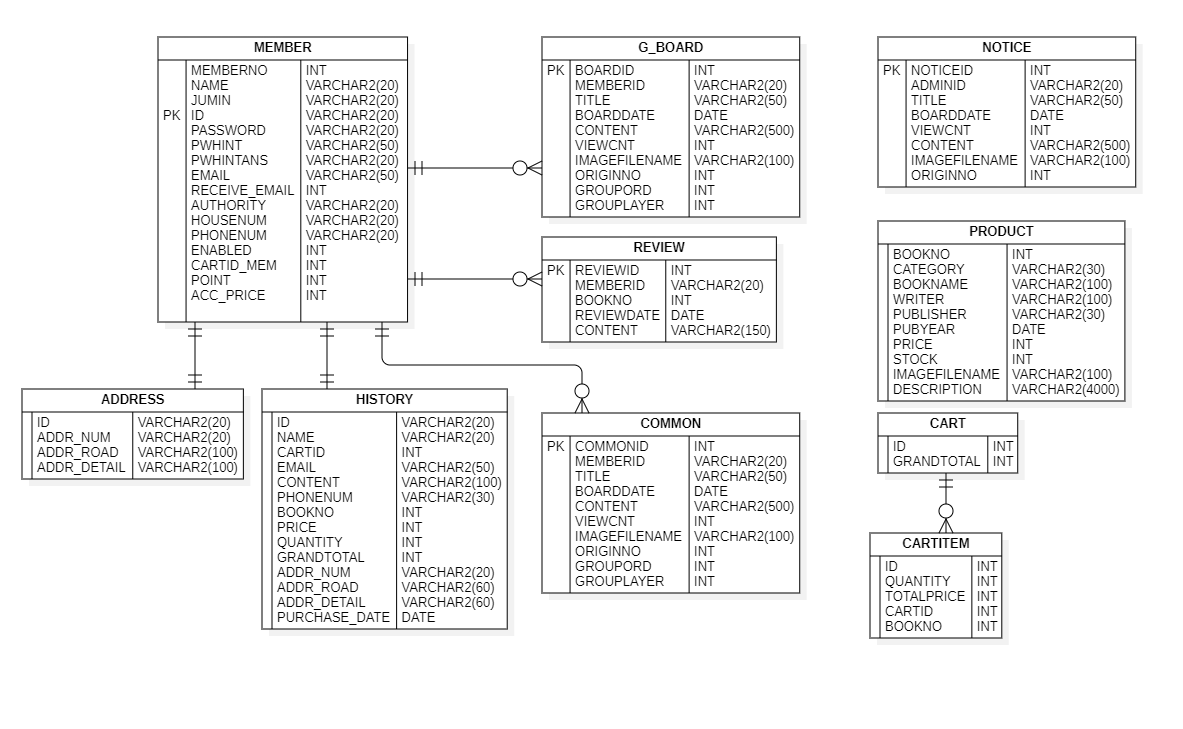 MEMBER
MEMBERNO INT
NAME VARCHAR2(20)
JUMIN VARCHAR2(20)
PK ID VARCHAR2(20)
PASSWORD VARCHAR2(20)
PWHINT VARCHAR2(50)
PWHINTANS VARCHAR2(20)
EMAIL VARCHAR2(50)
RECEIVE_EMAIL INT
AUTHORITY VARCHAR2(20)
HOUSENUM VARCHAR2(20)
PHONENUM VARCHAR2(20)
ENABLED INT
CARTID_MEM INT
POINT INT
ACC_PRICE INT
G_BOARD
PK BOARDID INT
MEMBERID VARCHAR2(20)
TITLE VARCHAR2(50)
BOARDDATE DATE
CONTENT VARCHAR2(500)
VIEWCNT INT
IMAGEFILENAME VARCHAR2(100)
ORIGINNO INT
GROUPORD INT
GROUPLAYER INT
NOTICE
PK NOTICEID INT
ADMINID VARCHAR2(20)
TITLE VARCHAR2(50)
BOARDDATE DATE
VIEWCNT INT
CONTENT VARCHAR2(500)
IMAGEFILENAME VARCHAR2(100)
ORIGINNO INT
REVIEW
PK REVIEWID INT
MEMBERID VARCHAR2(20)
BOOKNO INT
REVIEWDATE DATE
CONTENT VARCHAR2(150)
PRODUCT
BOOKNO INT
CATEGORY VARCHAR2(30)
BOOKNAME VARCHAR2(100)
WRITER VARCHAR2(100)
PUBLISHER VARCHAR2(30)
PUBYEAR DATE
PRICE INT
STOCK INT
IMAGEFILENAME VARCHAR2(100)
DESCRIPTION VARCHAR2(4000)
ADDRESS
ID VARCHAR2(20)
ADDR_NUM VARCHAR2(20)
ADDR_ROAD VARCHAR2(100)
ADDR_DETAIL VARCHAR2(100)
HISTORY
ID VARCHAR2(20)
NAME VARCHAR2(20)
CARTID INT
EMAIL VARCHAR2(50)
CONTENT VARCHAR2(100)
PHONENUM VARCHAR2(30)
BOOKNO INT
PRICE INT
QUANTITY INT
GRANDTOTAL INT
ADDR_NUM VARCHAR2(20)
ADDR_ROAD VARCHAR2(60)
ADDR_DETAIL VARCHAR2(60)
PURCHASE_DATE DATE
COMMON
PK COMMONID INT
MEMBERID VARCHAR2(20)
TITLE VARCHAR2(50)
BOARDDATE DATE
CONTENT VARCHAR2(500)
VIEWCNT INT
IMAGEFILENAME VARCHAR2(100)
ORIGINNO INT
GROUPORD INT
GROUPLAYER INT
CART
ID INT
GRANDTOTAL INT
CARTITEM
ID INT
QUANTITY INT
TOTALPRICE INT
CARTID INT
BOOKNO INT